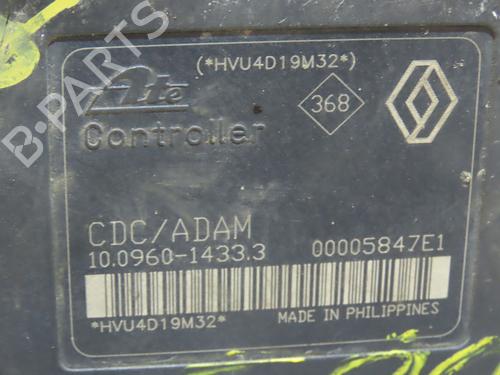 (*HVU4D19M32*)
Ate
368
Controller
CDC/ADAM
10.0960-1433.3 00005847E1
*HVU4D19M32*
MADE IN PHILIPPINES
B-PARTS